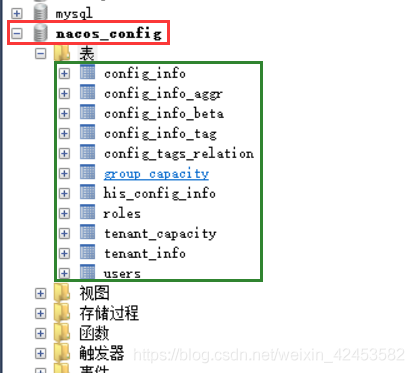 mysql
nacos_config
表
config_info
config_info_aggr
config_info_beta
config_info_tag
config_tags_relation
group_capacity
his_config_info
roles
tenant_capacity
tenant_info
users
视图
存储过程
函数
触发器
https://blog.csdn.net/weixin_42453582
事件